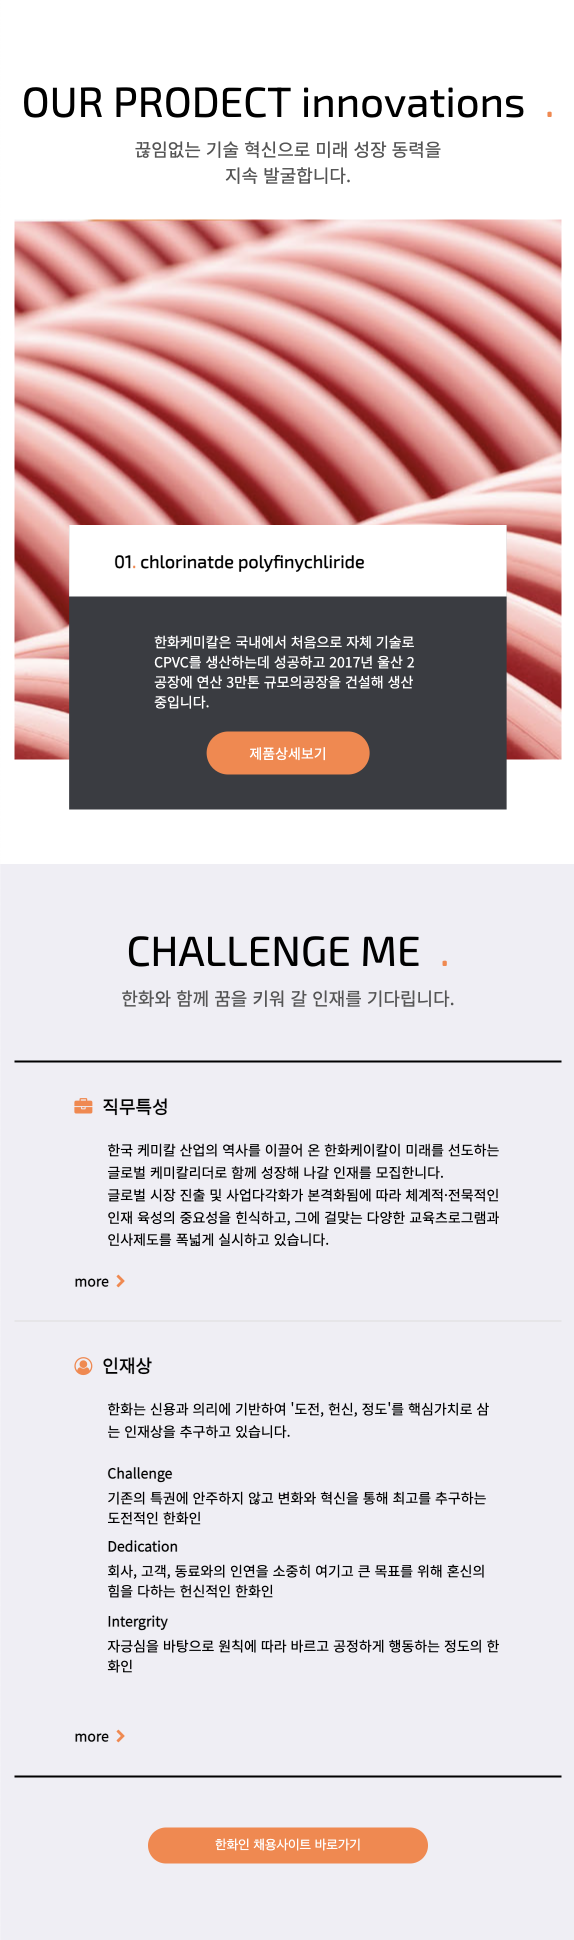 OUR PRODECT innovations .
끊임없는 기술 혁신으로 미래 성장 동력을
지속 발굴합니다.
01. chlorinatde polyfinychliride
한화케미칼은 국내에서 처음으로 자체 기술로
CPVC를 생산하는데 성공하고 2017년 울산 2
공장에 연산 3만톤 규모의공장을 건설해 생산
중입니다.
제품상세보기
CHALLENGE ME .
한화와 함께 꿈을 키워 갈 인재를 기다립니다.
직무특성
한국 케미칼 산업의 역사를 이끌어 온 한화케이칼이 미래를 선도하는
글로벌 케미칼리더로 함께 성장해 나갈 인재를 모집한니다.
글로벌 시장 진출 및 사업다각화가 본격화됨에 따라 체계적·전묵적인
인재 육성의 중요성을 힌식하고, 그에 걸맞는 다양한 교육츠로그램과
인사제도를 폭넓게 실시하고 있습니다.
more
인재상
한화는 신용과 의리에 기반하여 '도전, 헌신, 정도'를 핵심가치로 삼
는 인재상을 추구하고 있습니다.
Challenge
기존의 특권에 안주하지 않고 변화와 혁신을 통해 최고를 추구하는
도전적인 한화인
Dedication
회사, 고객, 동료와의 인연을 소중히 여기고 큰 목표를 위해 혼신의
힘을 다하는 헌신적인 한화인
Intergrity
자긍심을 바탕으로 원칙에 따라 바르고 공정하게 행동하는 정도의 한
화인
more
한화인 채용사이트 바로가기